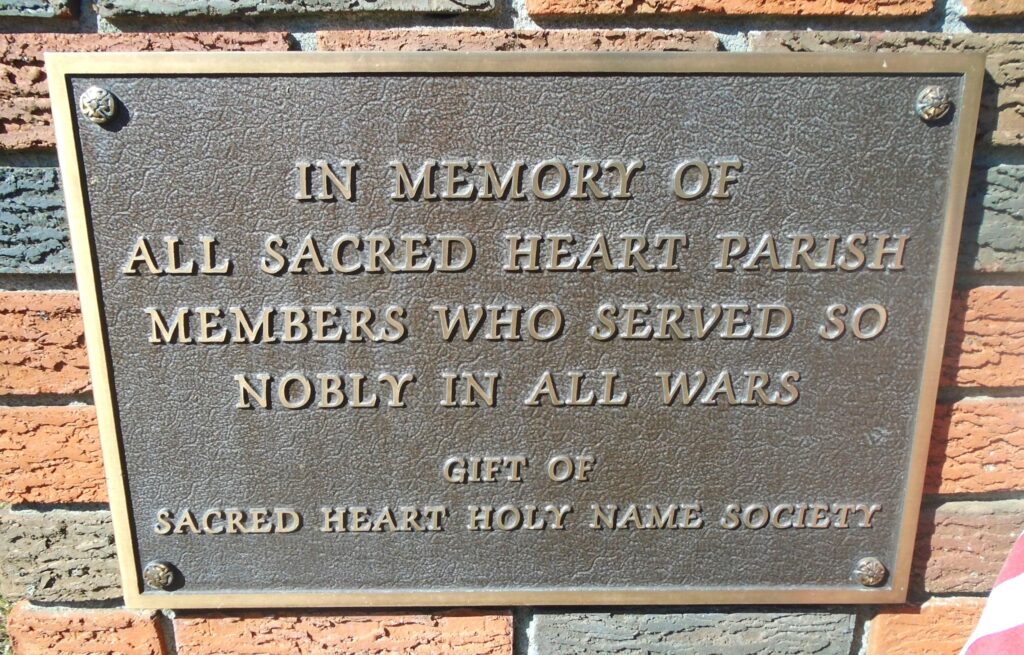 IN MEMORY OF
ALL SACRED HEART PARISH
MEMBERS WHO SERVED SO
NOBLY IN ALL WARS
GIFT OF
SACRED HEART HOLY NAME SOCIETY